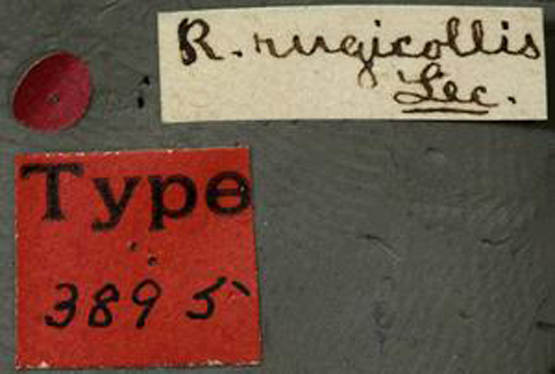 R. rugicollis
Lec.
Type
3895